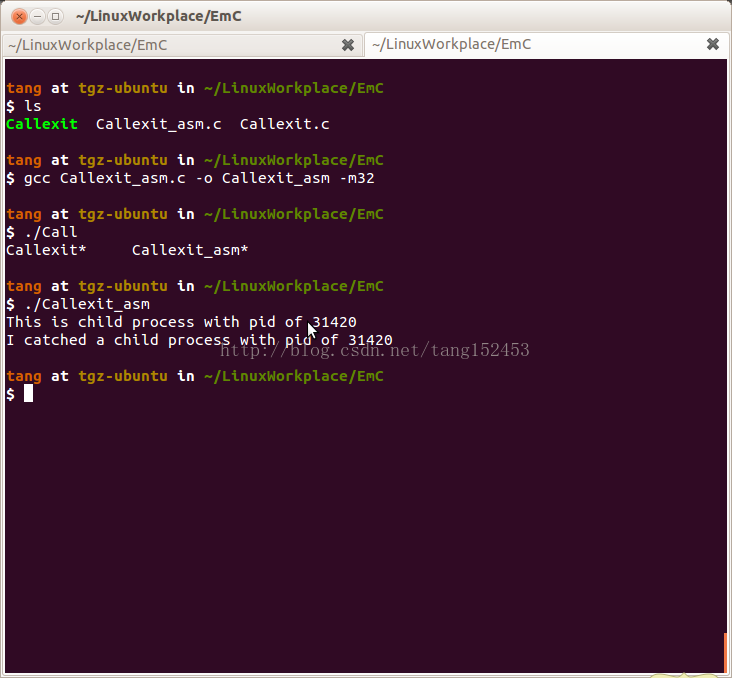 ~/LinuxWorkplace/EmC
~/LinuxWorkplace/EmC ~/LinuxWorkplace/EmC
tang at tgz-ubuntu in ~/LinuxWorkplace/EmC
$ ls
Callexit Callexit_asm.c Callexit.c
tang at tgz-ubuntu in ~/LinuxWorkplace/EmC
$ gcc Callexit_asm.c -o Callexit_asm -m32
tang at tgz-ubuntu in ~/LinuxWorkplace/EmC
$ ./Call
Callexit* Callexit_asm*
tang at tgz-ubuntu in ~/LinuxWorkplace/EmC
$ ./Callexit_asm
This is child process with pid of 31420
I catched a child process with pid of 31420
http://blog.csdn.net/tang152453
tang at tgz-ubuntu in ~/LinuxWorkplace/EmC
$